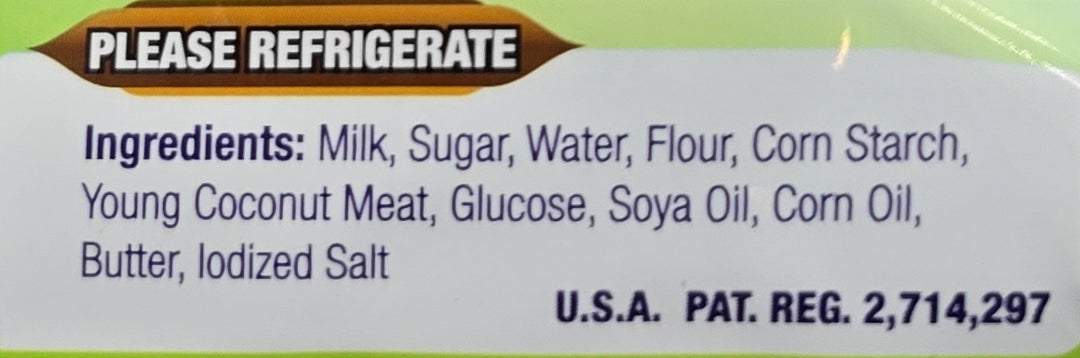 PLEASE REFRIGERATE
Ingredients: Milk, Sugar, Water, Flour, Corn Starch,
Young Coconut Meat, Glucose, Soya Oil, Corn Oil,
Butter, Iodized Salt
U.S.A. PAT. REG. 2,714,297